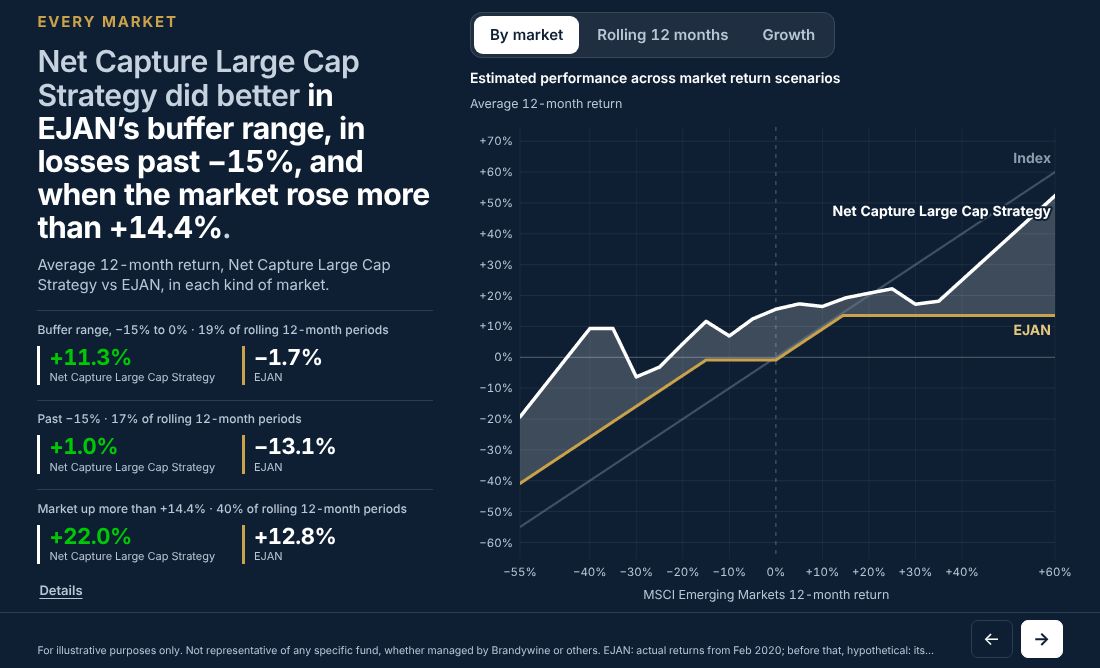 EVERY MARKET
Net Capture Large Cap
Strategy did better in
EJAN’s buffer range, in
losses past −15%, and
when the market rose more
than +14.4%.
Average 12-month return, Net Capture Large Cap
Strategy vs EJAN, in each kind of market.
Buffer range, −15% to 0% · 19% of rolling 12-month periods
+11.3%
Net Capture Large Cap Strategy
−1.7%
EJAN
Past −15% · 17% of rolling 12-month periods
+1.0%
Net Capture Large Cap Strategy
−13.1%
EJAN
Market up more than +14.4% · 40% of rolling 12-month periods
+22.0%
Net Capture Large Cap Strategy
+12.8%
EJAN
Details
By market
Rolling 12 months
Growth
Estimated performance across market return scenarios
Average 12-month return
+70%
+60%
+50%
+40%
+30%
+20%
+10%
0%
−10%
−20%
−30%
−40%
−50%
−60%
Index
Net Capture Large Cap Strategy
EJAN
−55% −40% −30% −20% −10% 0% +10% +20% +30% +40% +60%
MSCI Emerging Markets 12-month return
For illustrative purposes only. Not representative of any specific fund, whether managed by Brandywine or others. EJAN: actual returns from Feb 2020; before that, hypothetical: its...